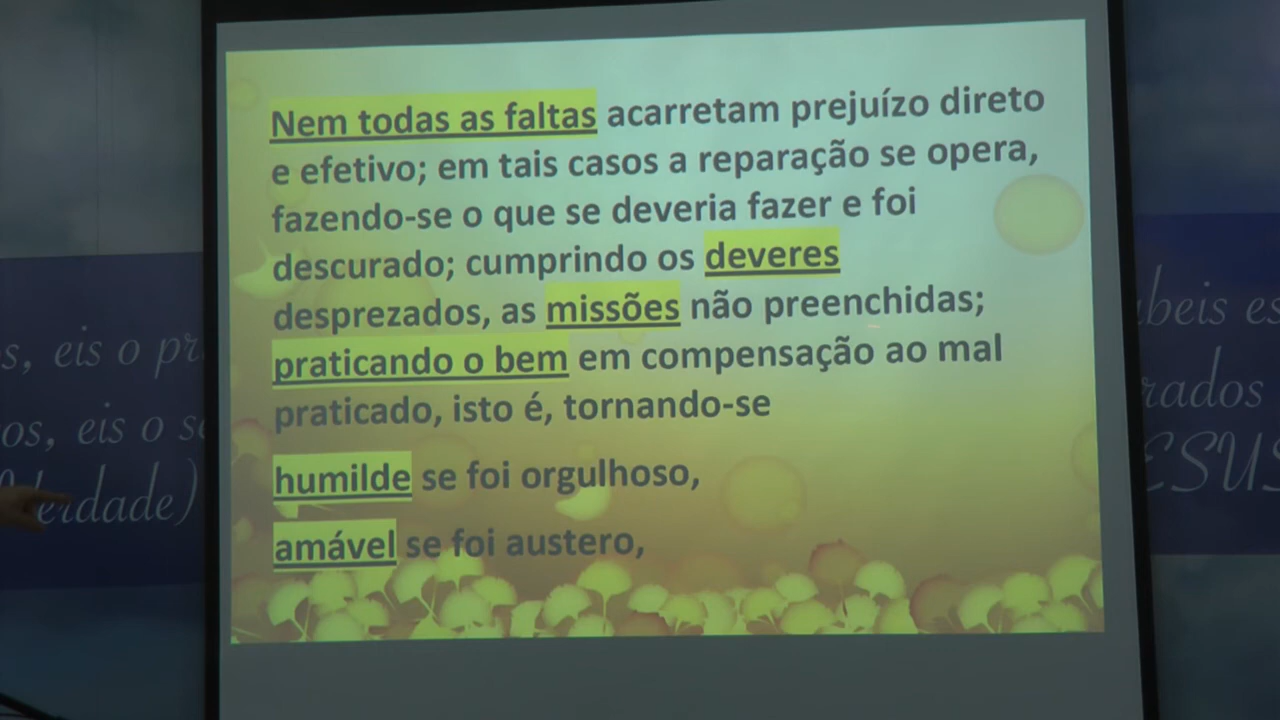 Nem todas as faltas acarretam prejuízo direto
e efetivo; em tais casos a reparação se opera,
fazendo-se o que se deveria fazer e foi
descurado; cumprindo os deveres
desprezados, as missões não preenchidas;
praticando o bem em compensação ao mal
praticado, isto é, tornando-se
humilde se foi orgulhoso,
amável se foi austero,
eis o
eis o